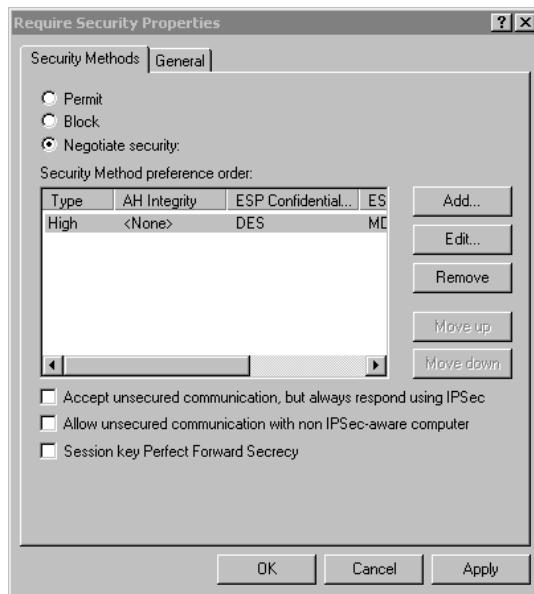 Require Security Properties
Security Methods General
Permit
Block
Negotiate security:
Security Method preference order:
Type AH Integrity ESP Confidential... ES
High <None> DES MD
Add...
Edit...
Remove
Move up
Move down
Accept unsecured communication, but always respond using IPSec
Allow unsecured communication with non IPSec-aware computer
Session key Perfect Forward Secrecy
OK Cancel Apply